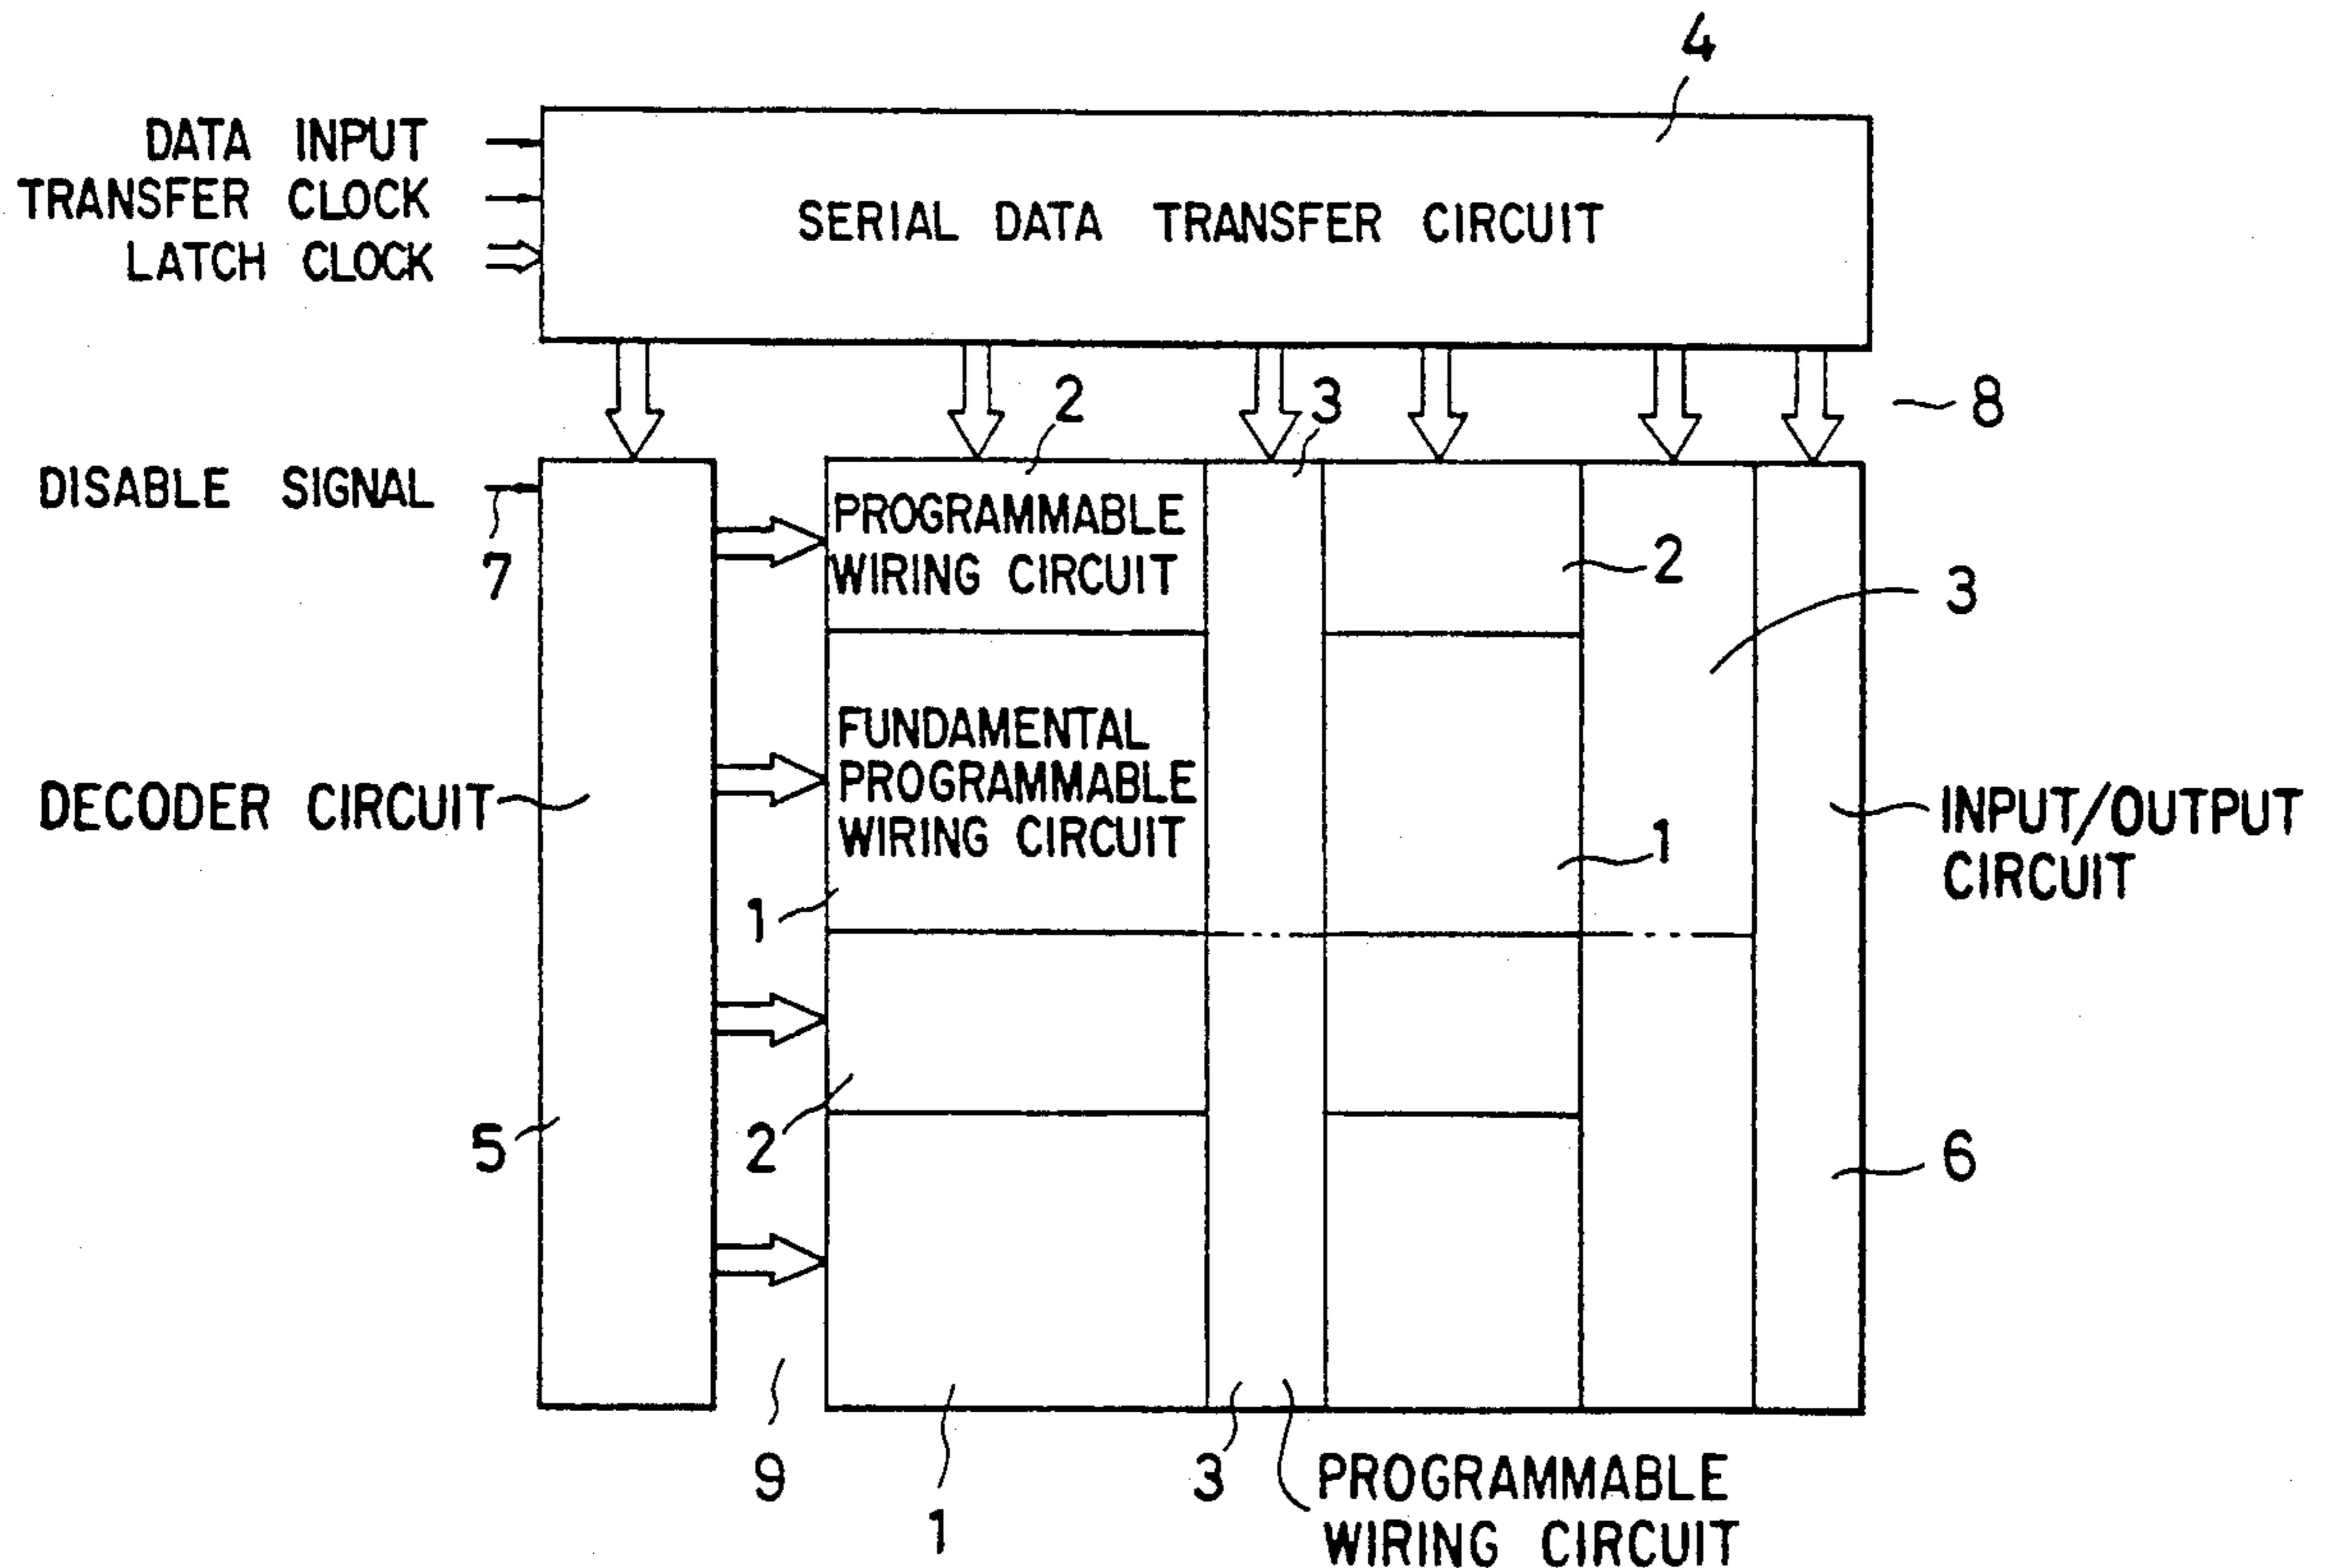 4
DATA INPUT
TRANSFER CLOCK
LATCH CLOCK
SERIAL DATA TRANSFER CIRCUIT
2
3
8
DISABLE SIGNAL
7
PROGRAMMABLE
WIRING CIRCUIT
2
3
FUNDAMENTAL
PROGRAMMABLE
WIRING CIRCUIT
DECODER CIRCUIT
1
INPUT/OUTPUT
CIRCUIT
1
5
2
6
9
1
3
PROGRAMMABLE
WIRING CIRCUIT